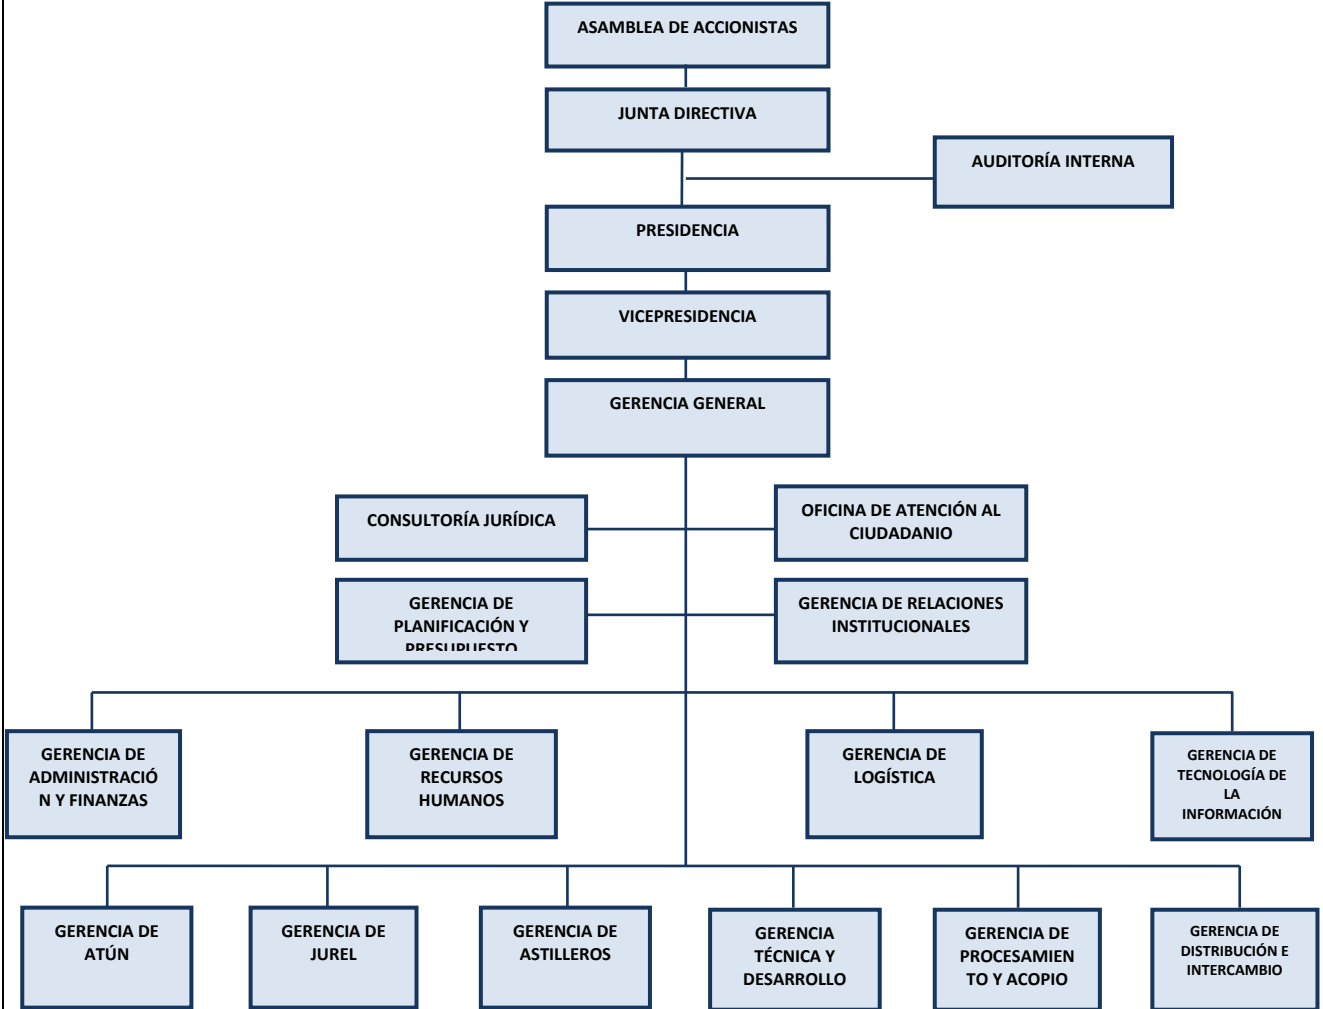 ASAMBLEA DE ACCIONISTAS
JUNTA DIRECTIVA
AUDITORÍA INTERNA
PRESIDENCIA
VICEPRESIDENCIA
GERENCIA GENERAL
CONSULTORÍA JURÍDICA
OFICINA DE ATENCIÓN AL
CIUDADANIO
GERENCIA DE
PLANIFICACIÓN Y
PRESUPUESTO
GERENCIA DE RELACIONES
INSTITUCIONALES
GERENCIA DE
ADMINISTRACIÓ
N Y FINANZAS
GERENCIA DE
RECURSOS
HUMANOS
GERENCIA DE
LOGÍSTICA
GERENCIA DE
TECNOLOGÍA DE
LA
INFORMACIÓN
GERENCIA DE
ATÚN
GERENCIA DE
JUREL
GERENCIA DE
ASTILLEROS
GERENCIA
TÉCNICA Y
DESARROLLO
GERENCIA DE
PROCESAMIEN
TO Y ACOPIO
GERENCIA DE
DISTRIBUCIÓN E
INTERCAMBIO